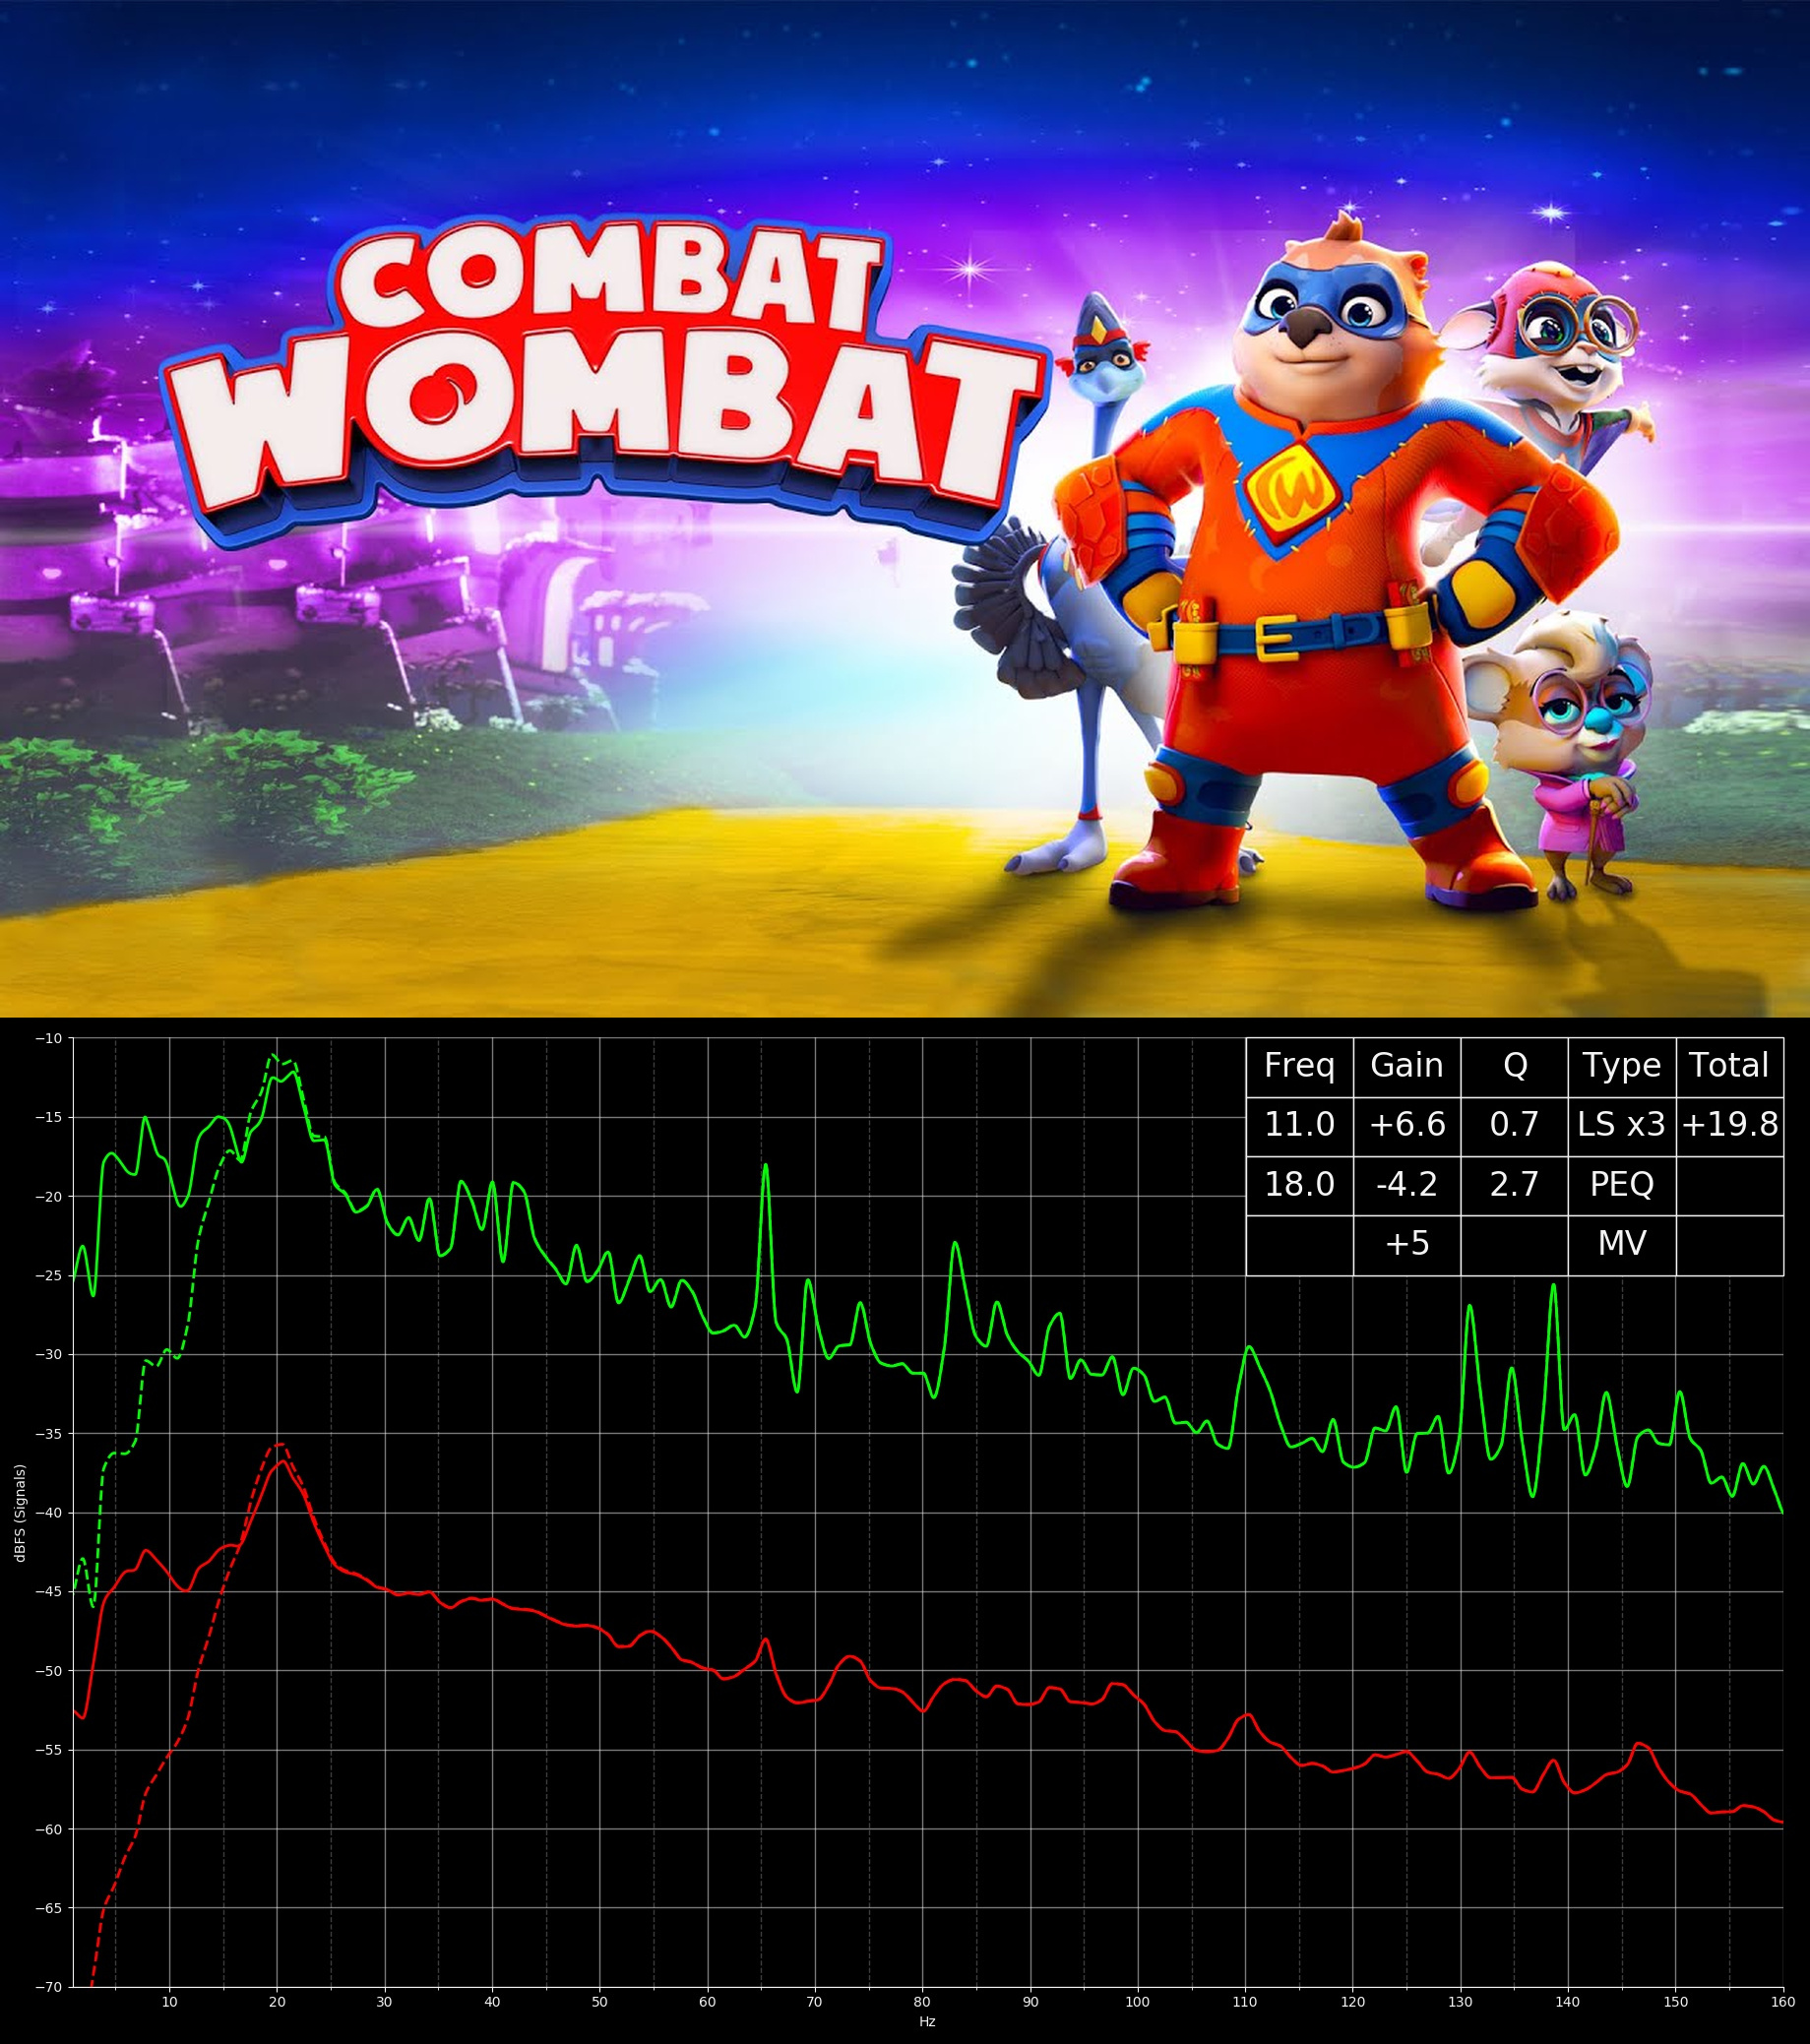 COMBAT
WOMBAT
W
Freq Gain Q Type Total
11.0 +6.6 0.7 LS x3 +19.8
18.0 -4.2 2.7 PEQ
+5 MV
−10
−15
−20
−25
−30
−35
−40
−45
−50
−55
−60
−65
−70
dBFS (Signals)
10 20 30 40 50 60 70 80 90 100 110 120 130 140 150 160
Hz